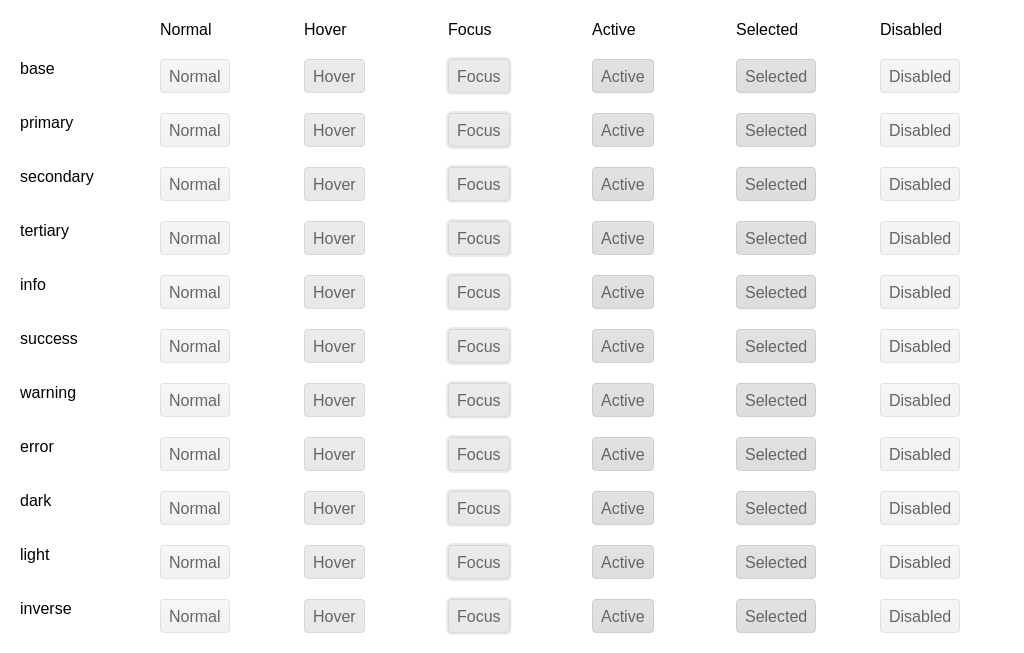 Normal Hover Focus Active Selected Disabled
base Normal Hover Focus Active Selected Disabled
primary Normal Hover Focus Active Selected Disabled
secondary Normal Hover Focus Active Selected Disabled
tertiary Normal Hover Focus Active Selected Disabled
info Normal Hover Focus Active Selected Disabled
success Normal Hover Focus Active Selected Disabled
warning Normal Hover Focus Active Selected Disabled
error Normal Hover Focus Active Selected Disabled
dark Normal Hover Focus Active Selected Disabled
light Normal Hover Focus Active Selected Disabled
inverse Normal Hover Focus Active Selected Disabled